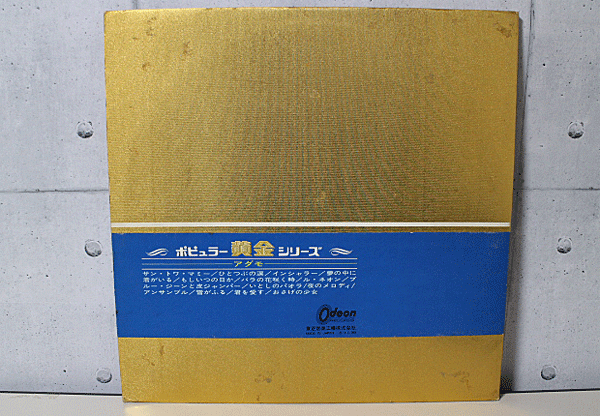 ポピュラー 黄金 シリーズ
アダモ
サン・トワ・マミー/ひとつぶの涙/インシャラー/夢の中に
君がいる/もしいつの日か/バラの花咲く時/ル・ネオン/ブ
ルー・ジーンと皮ジャンパー/いとしのパオラ/夜のメロディ/
アンサンブル/雪がふる/君を愛す/おさげの少女
Odeon
東芝音楽工業株式会社